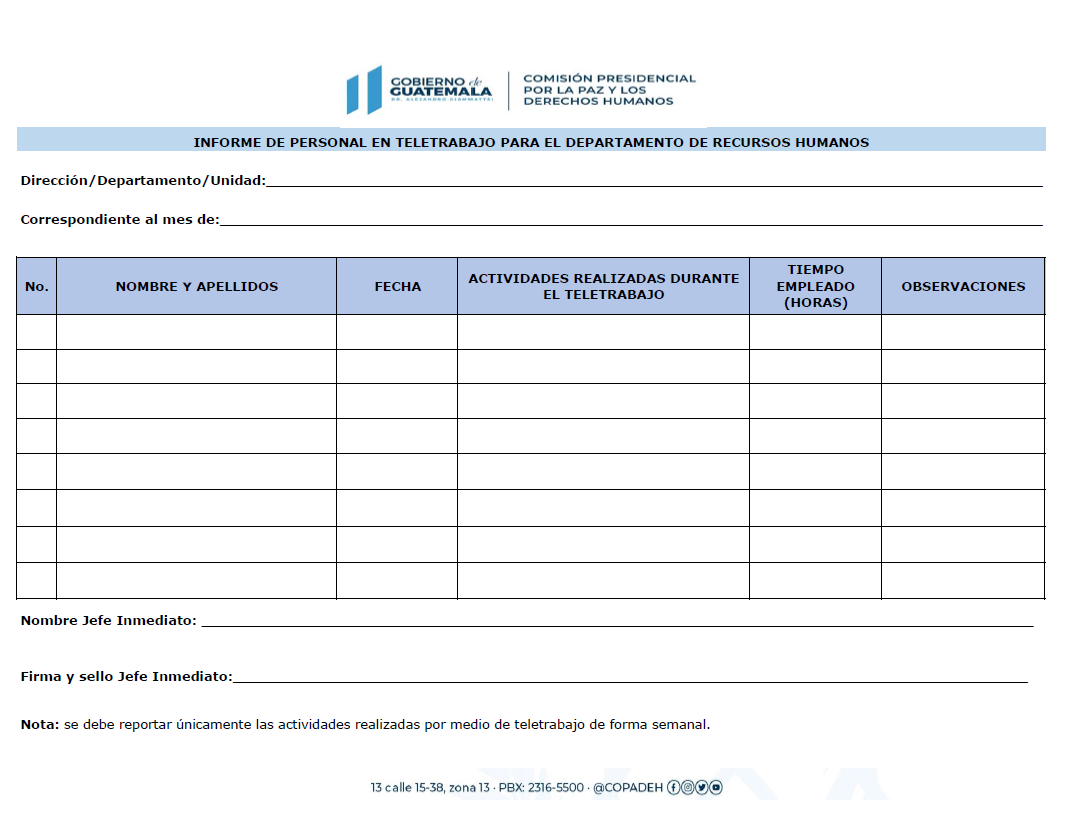 GOBIERNO de
GUATEMALA
DR. ALEJANDRO GIAMMATTEI
COMISIÓN PRESIDENCIAL
POR LA PAZ Y LOS
DERECHOS HUMANOS
INFORME DE PERSONAL EN TELETRABAJO PARA EL DEPARTAMENTO DE RECURSOS HUMANOS
Dirección/Departamento/Unidad:
Correspondiente al mes de:
No.
NOMBRE Y APELLIDOS
FECHA
ACTIVIDADES REALIZADAS DURANTE
EL TELETRABAJO
TIEMPO
EMPLEADO
(HORAS)
OBSERVACIONES
Nombre Jefe Inmediato:
Firma y sello Jefe Inmediato:
Nota: se debe reportar únicamente las actividades realizadas por medio de teletrabajo de forma semanal.
13 calle 15-38, zona 13 · PBX: 2316-5500 · @COPADEH